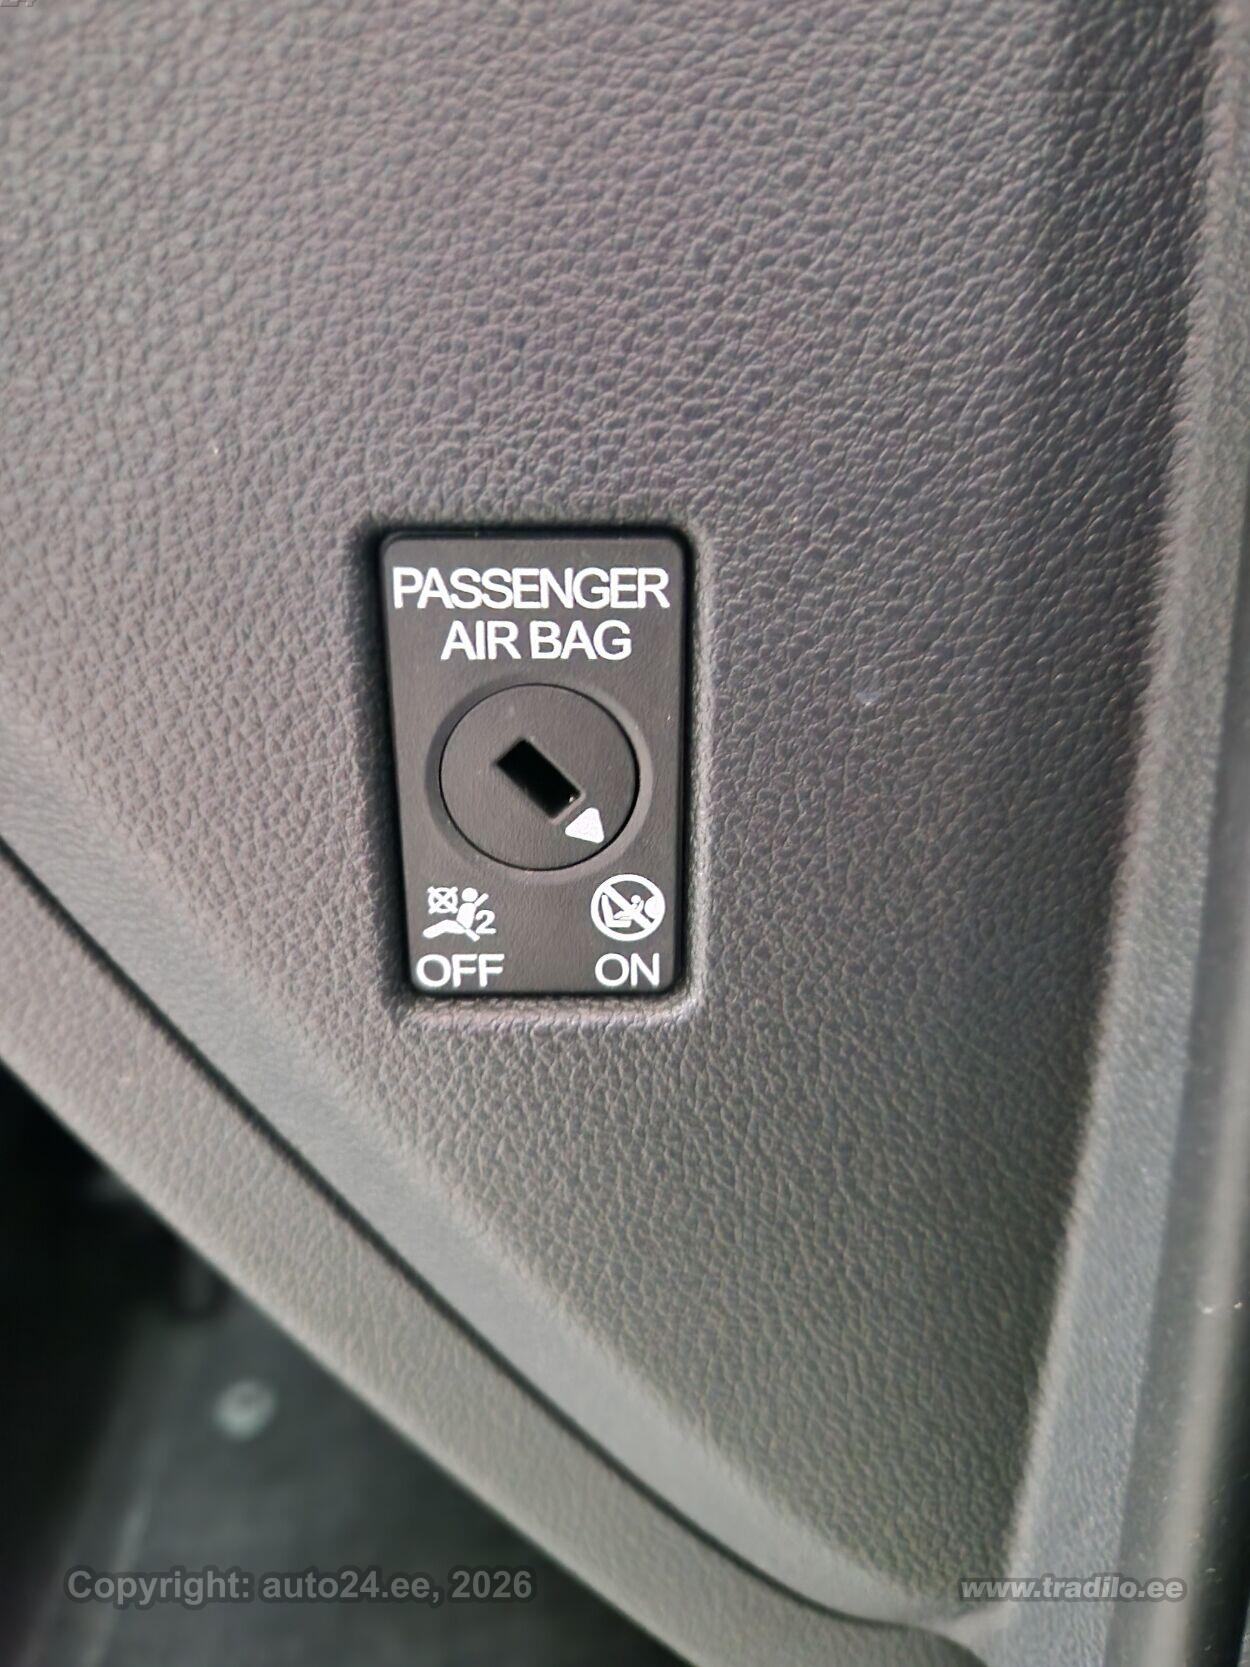 PASSENGER
AIR BAG
2
OFF ON
Copyright: auto24.ee, 2026 www.tradilo.ee